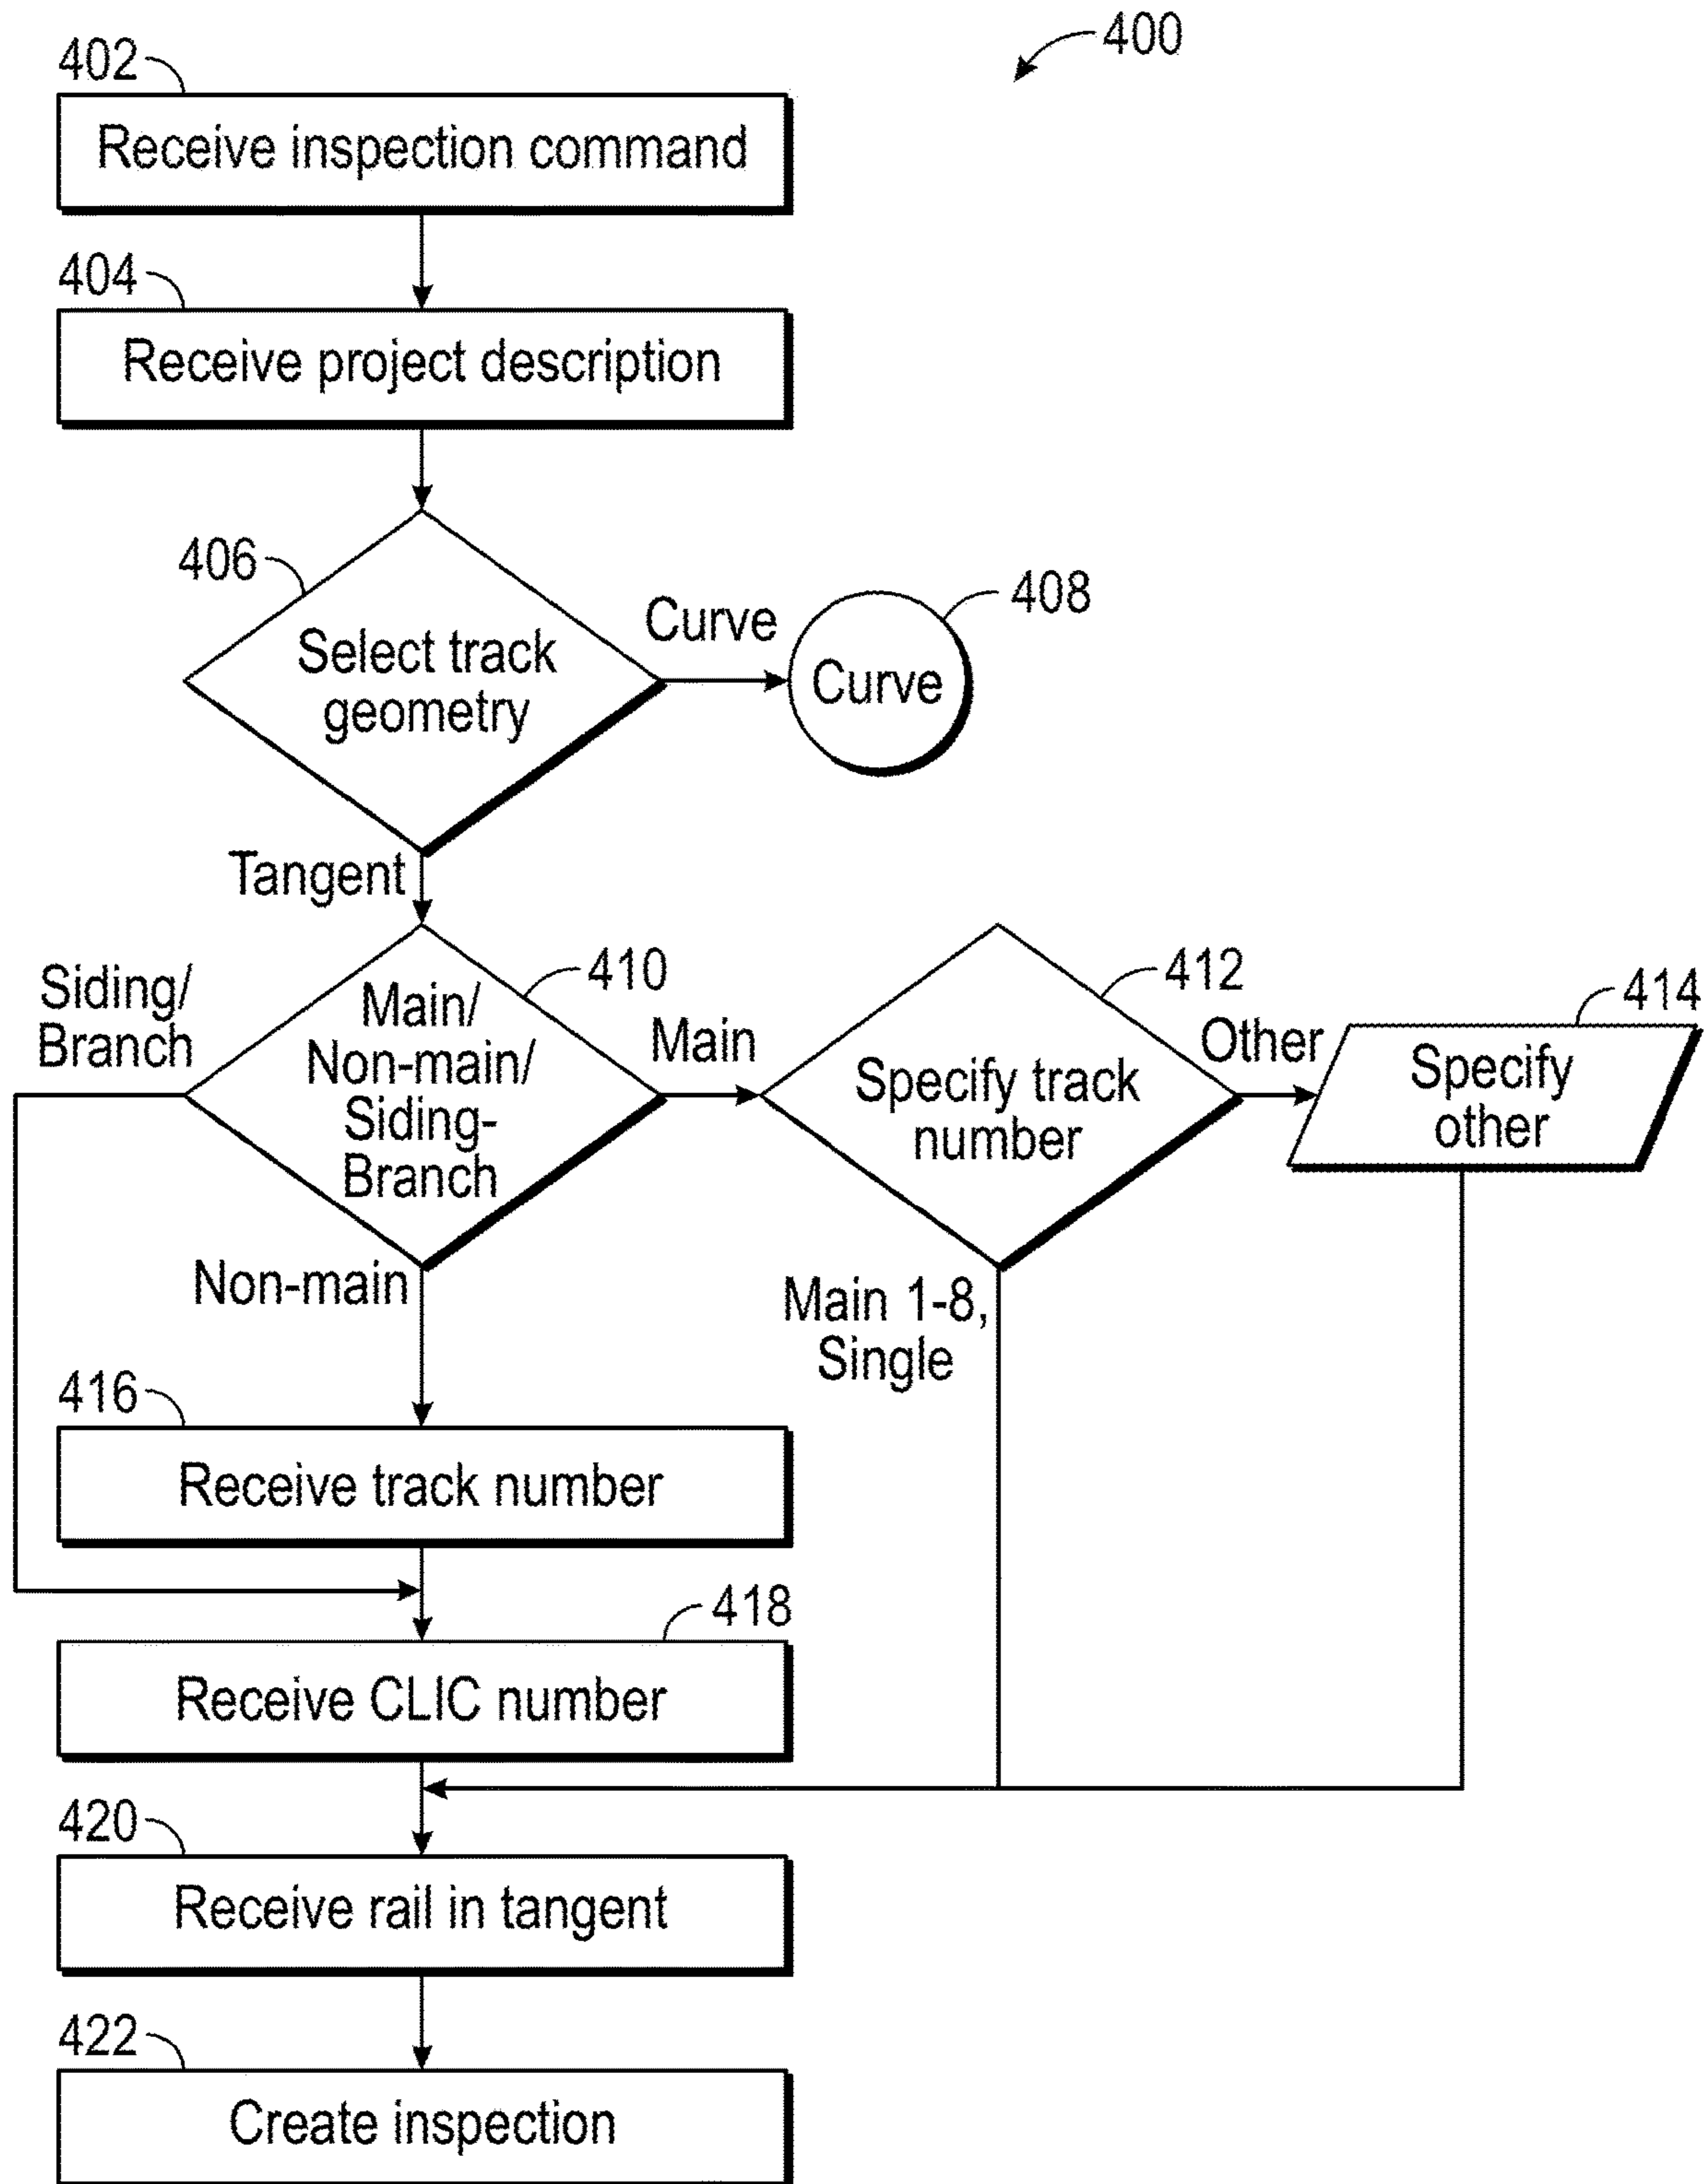 400
402
Receive inspection command
404
Receive project description
406
Select track
geometry
Curve
408
Curve
Tangent
Siding/
Branch
410
Main/
Non-main/
Siding-
Branch
Main
412
Specify track
number
Other
414
Specify
other
Non-main
Main 1-8,
Single
416
Receive track number
418
Receive CLIC number
420
Receive rail in tangent
422
Create inspection